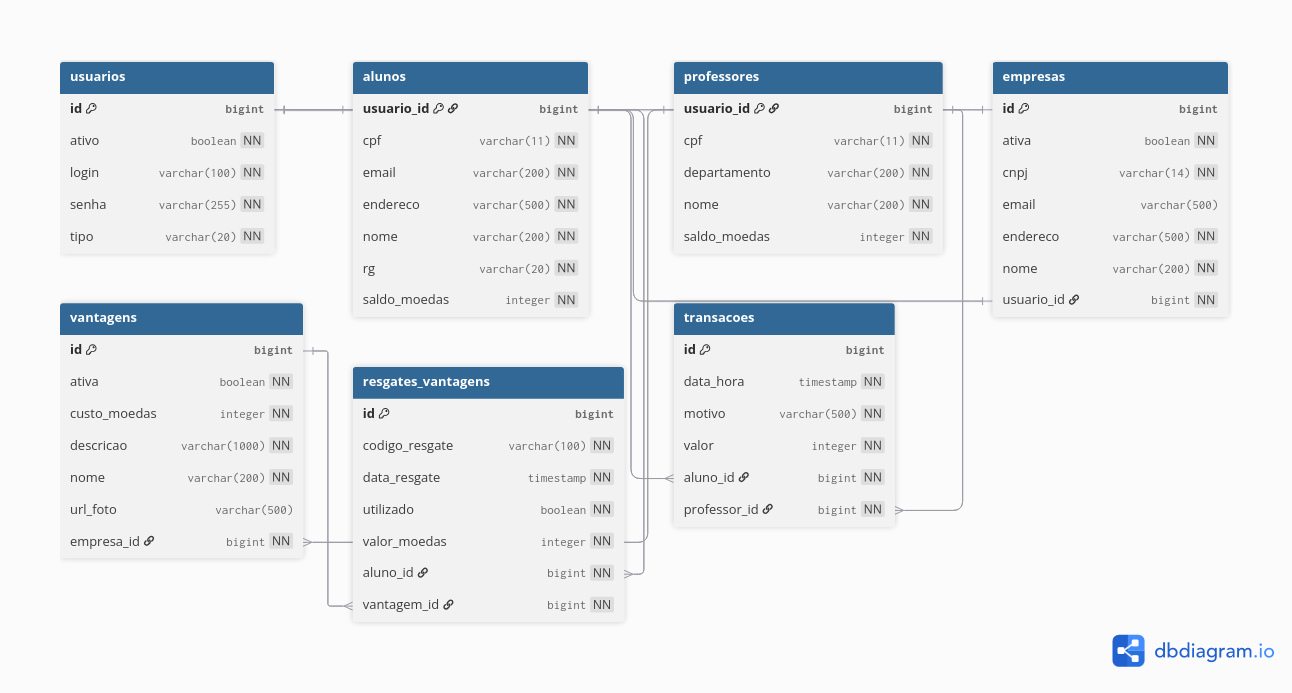 usuarios
id bigint
ativo boolean NN
login varchar(100) NN
senha varchar(255) NN
tipo varchar(20) NN
alunos
usuario_id bigint
cpf varchar(11) NN
email varchar(200) NN
endereco varchar(500) NN
nome varchar(200) NN
rg varchar(20) NN
saldo_moedas integer NN
professores
usuario_id bigint
cpf varchar(11) NN
departamento varchar(200) NN
nome varchar(200) NN
saldo_moedas integer NN
empresas
id bigint
ativa boolean NN
cnpj varchar(14) NN
email varchar(500)
endereco varchar(500) NN
nome varchar(200) NN
usuario_id bigint NN
vantagens
id bigint
ativa boolean NN
custo_moedas integer NN
descricao varchar(1000) NN
nome varchar(200) NN
url_foto varchar(500)
empresa_id bigint NN
resgates_vantagens
id bigint
codigo_resgate varchar(100) NN
data_resgate timestamp NN
utilizado boolean NN
valor_moedas integer NN
aluno_id bigint NN
vantagem_id bigint NN
transacoes
id bigint
data_hora timestamp NN
motivo varchar(500) NN
valor integer NN
aluno_id bigint NN
professor_id bigint NN
dbdiagram.io